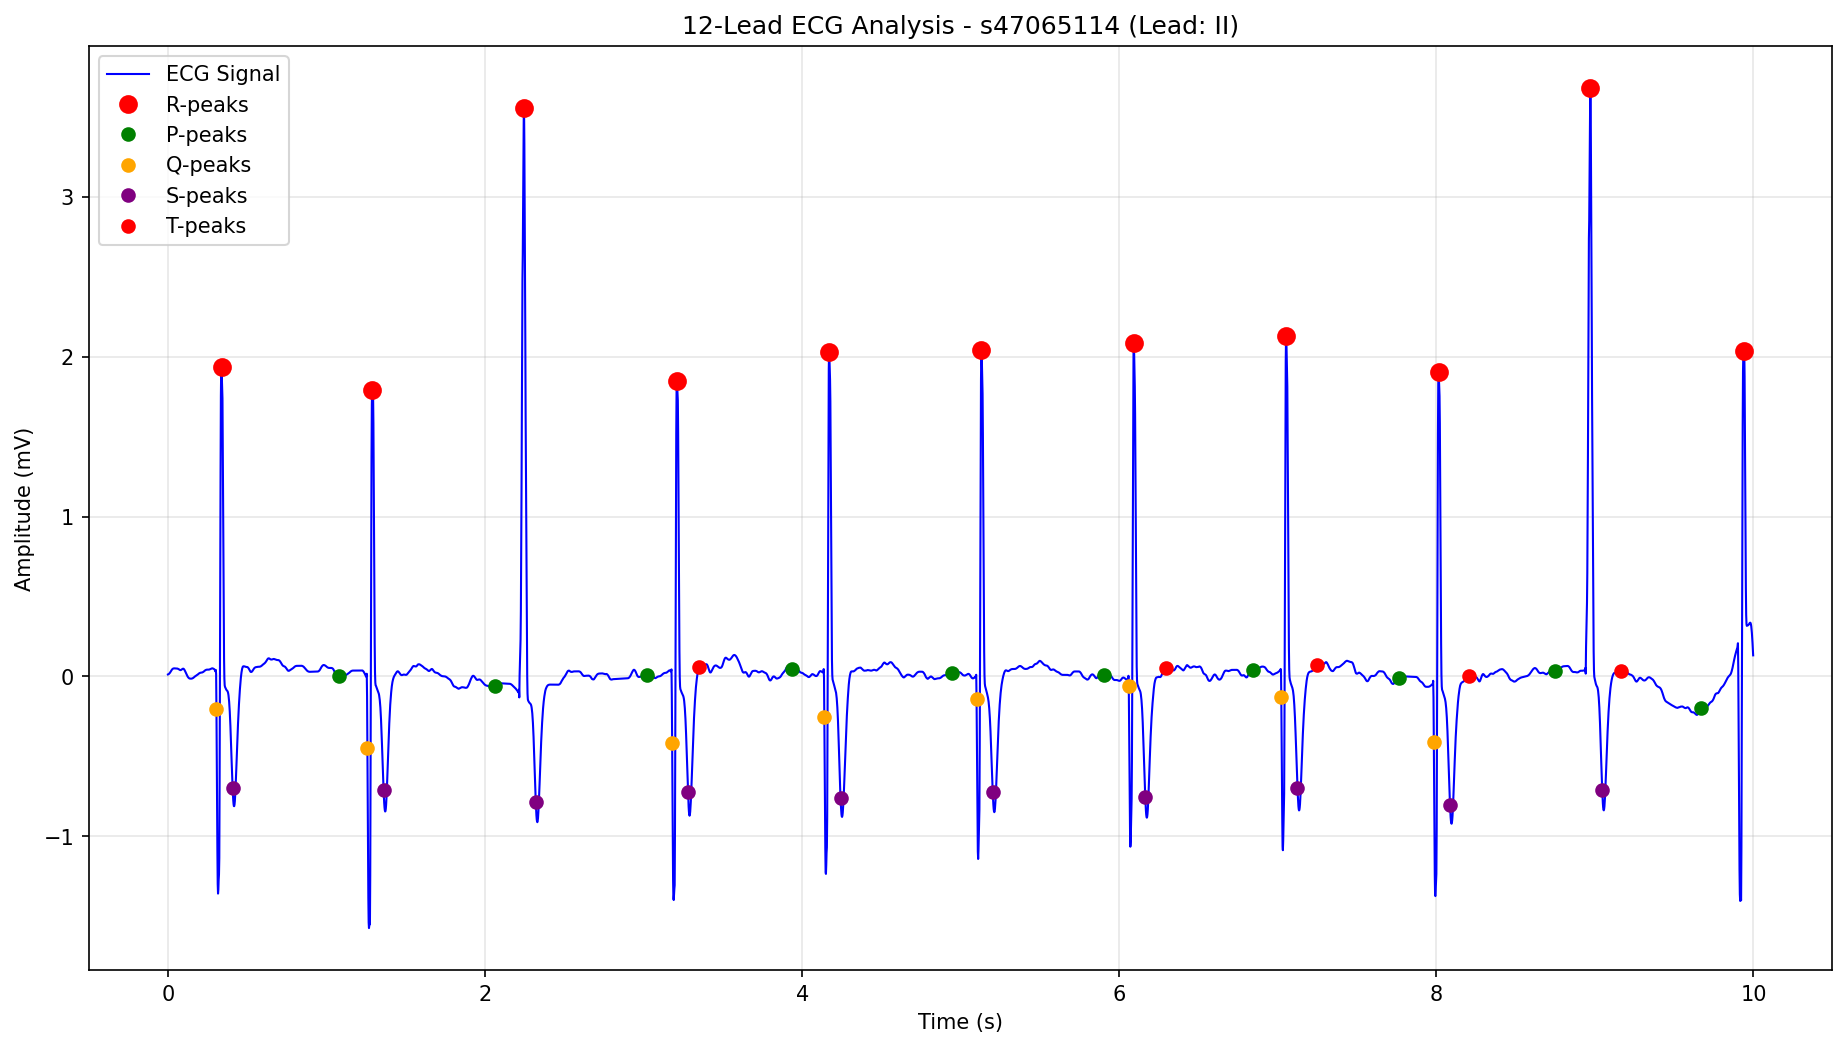 12-Lead ECG Analysis - s47065114 (Lead: II)
ECG Signal
R-peaks
P-peaks
Q-peaks
S-peaks
T-peaks
Amplitude (mV)
3
2
1
0
−1
0 2 4 6 8 10
Time (s)